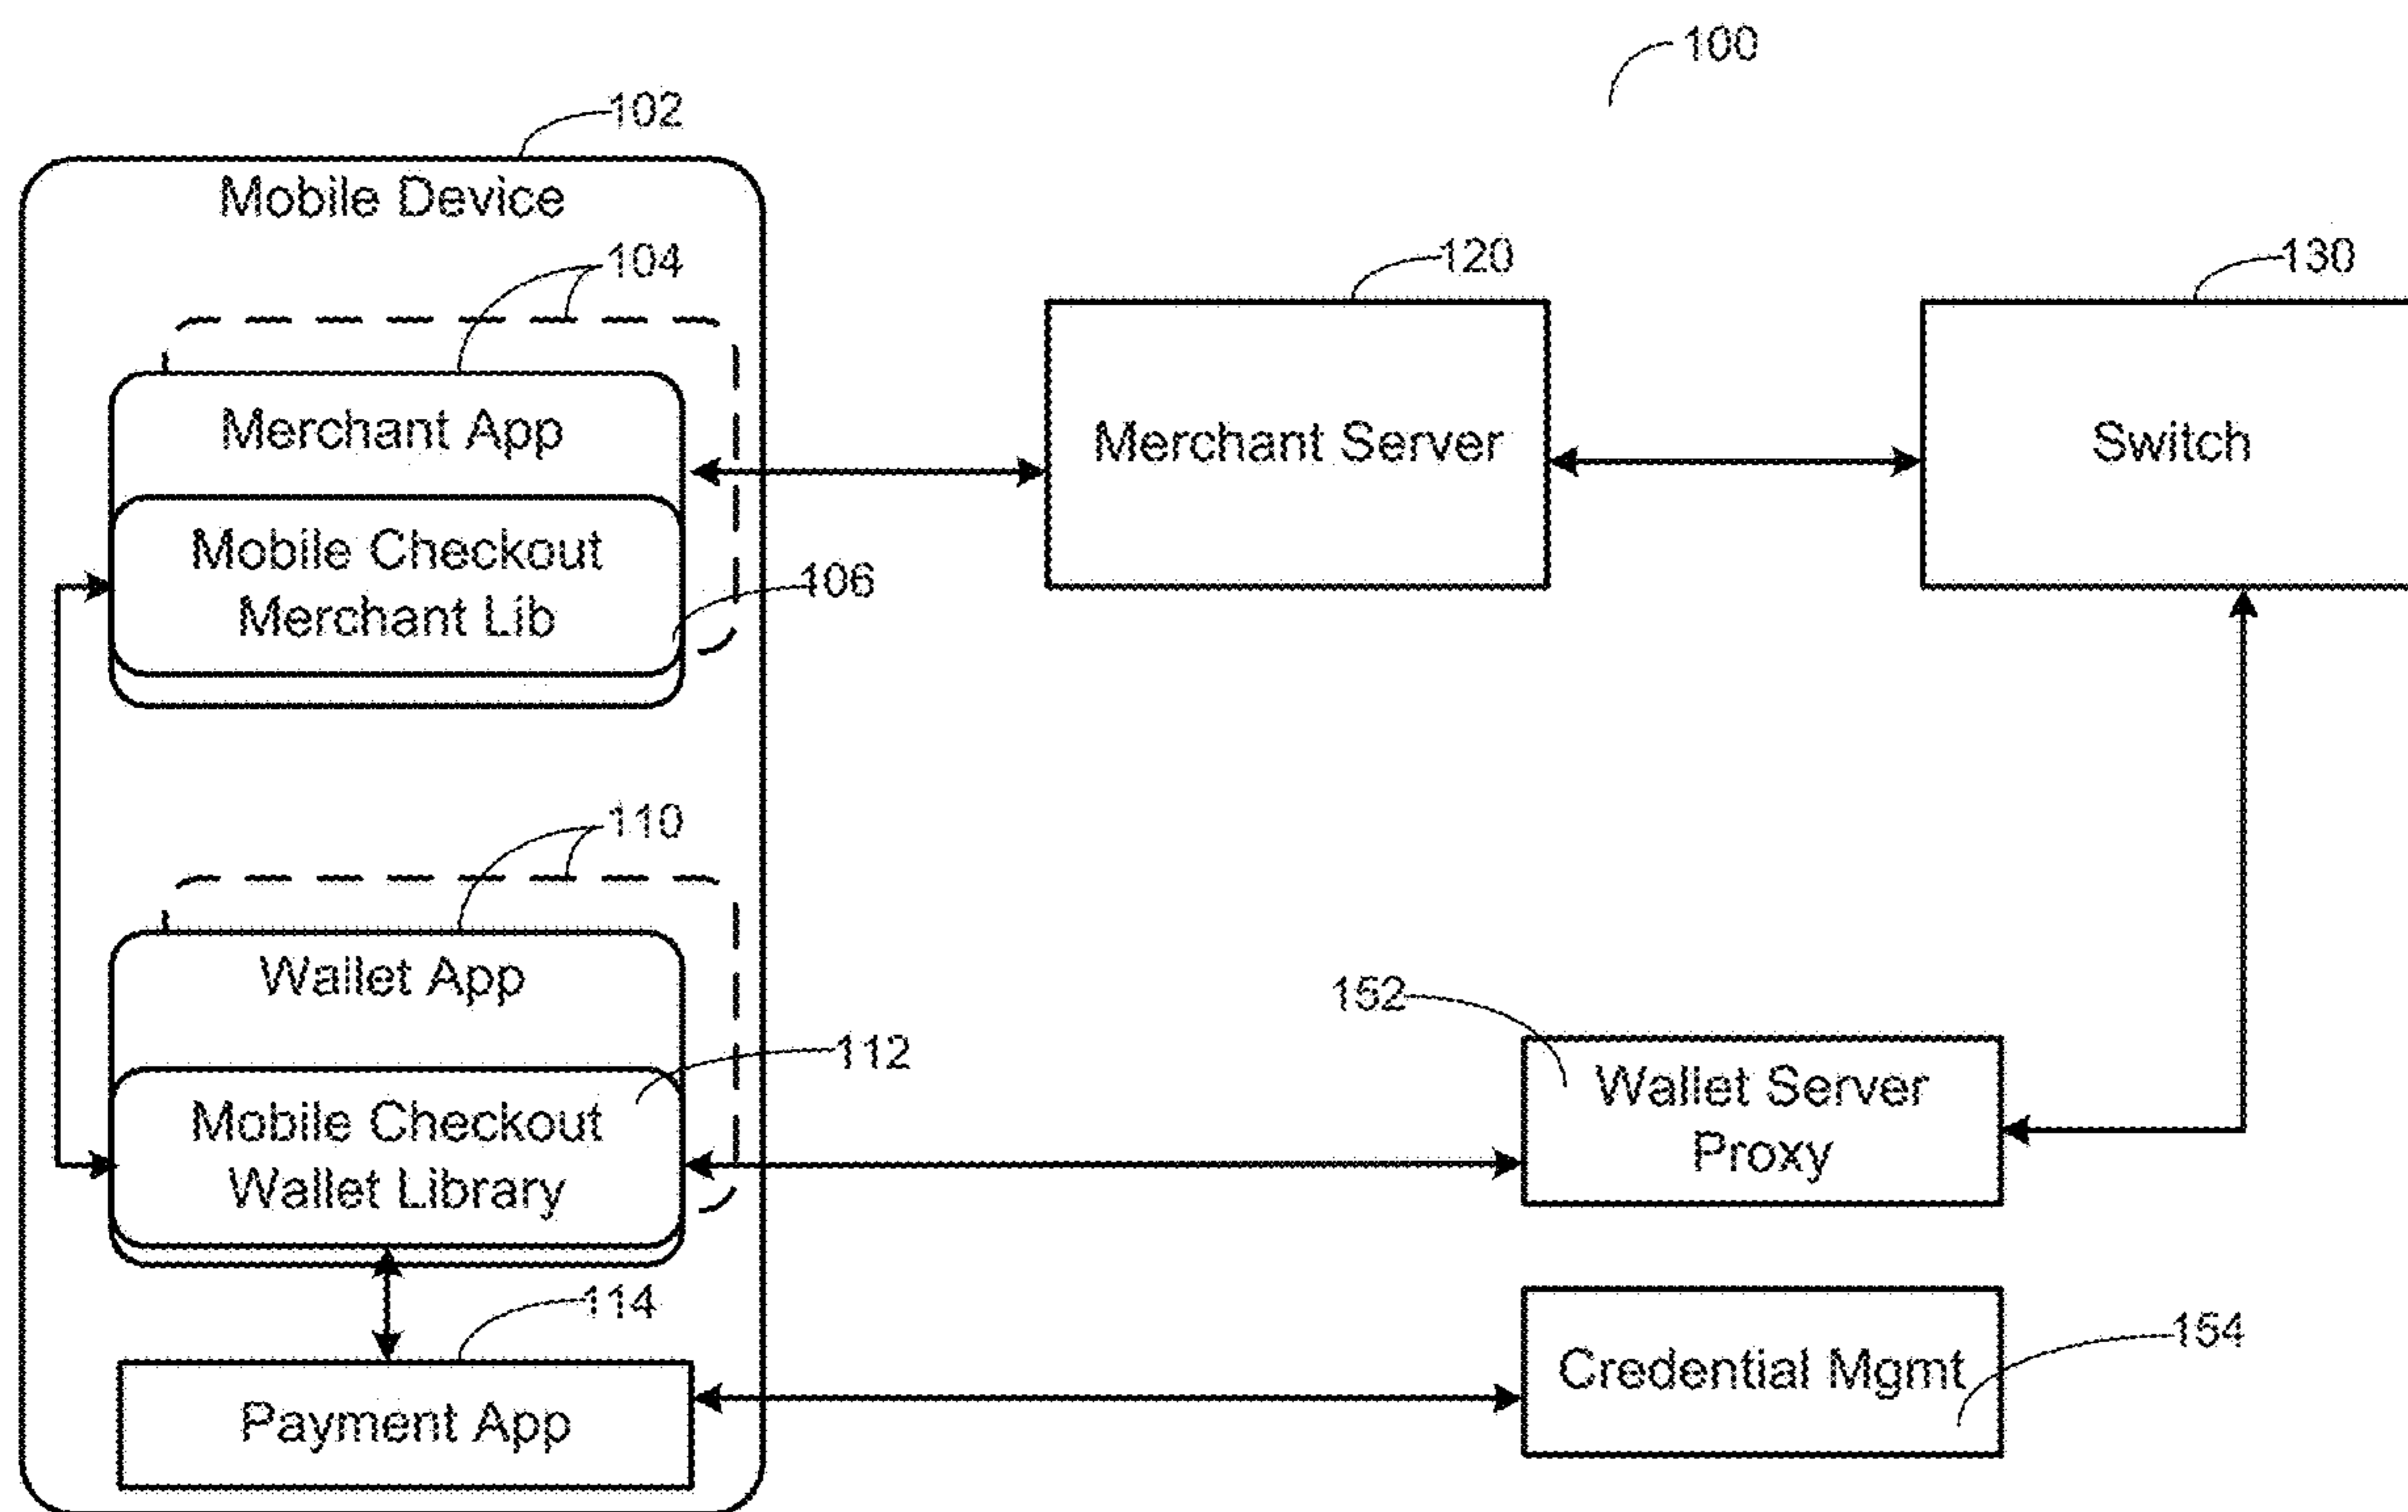 100
102
Mobile Device
104
120
130
Merchant App
Merchant Server
Switch
Mobile Checkout
Merchant Lib
106
110
Wallet App
152
112
Wallet Server
Proxy
Mobile Checkout
Wallet Library
114
154
Credential Mgmt
Payment App